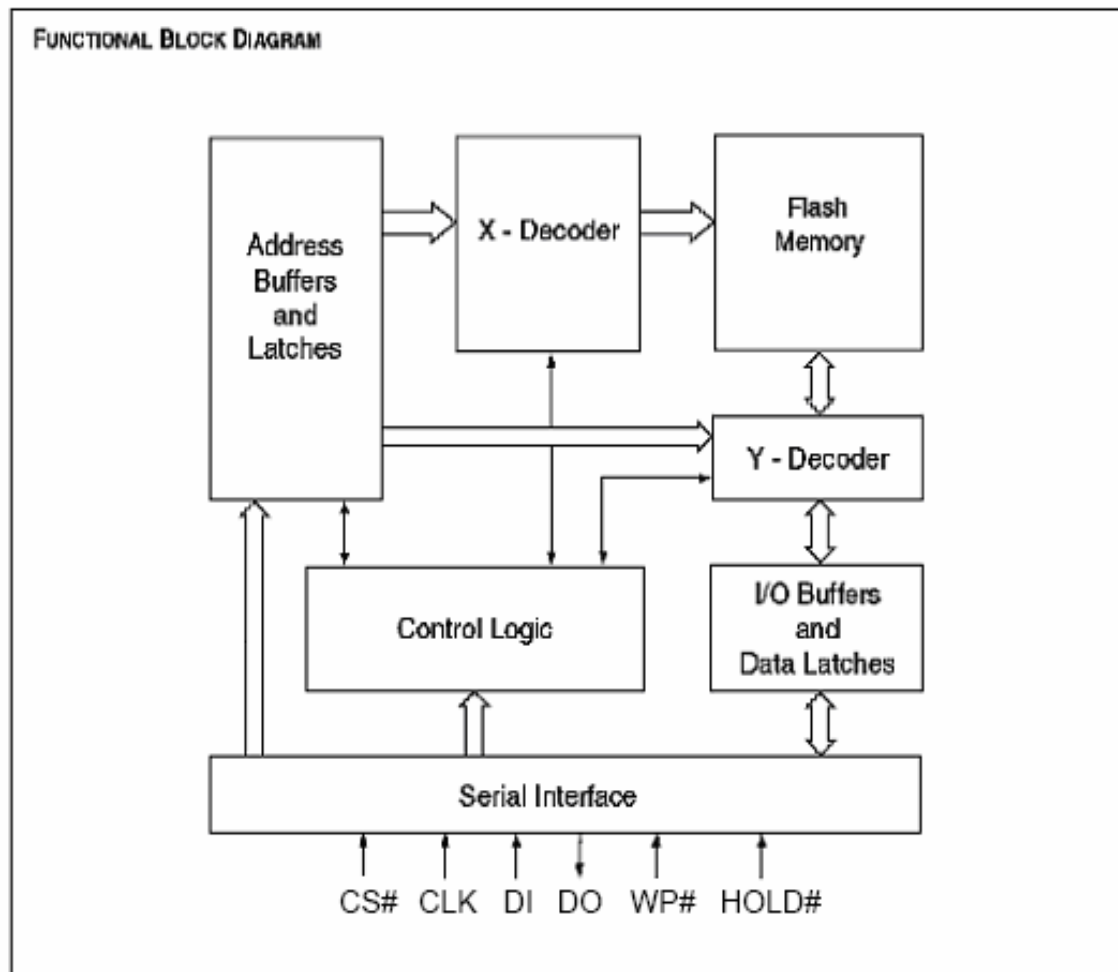 FUNCTIONAL BLOCK DIAGRAM
Address
Buffers
and
Latches
X - Decoder
Flash
Memory
Y - Decoder
Control Logic
I/O Buffers
and
Data Latches
Serial Interface
CS# CLK DI DO WP# HOLD#